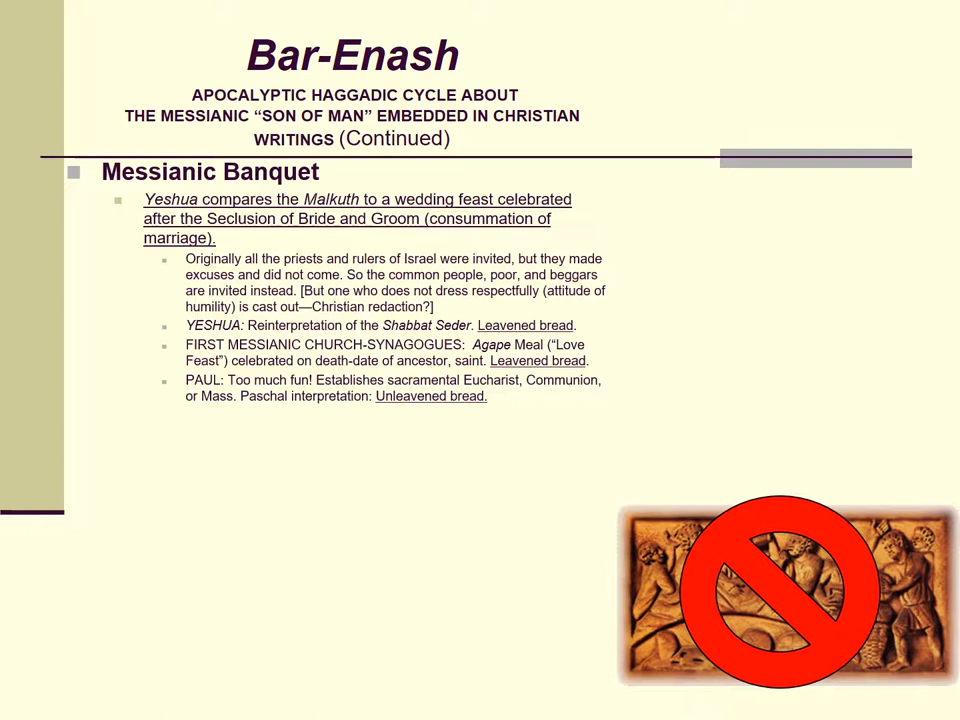 Bar-Enash
APOCALYPTIC HAGGADIC CYCLE ABOUT
THE MESSIANIC “SON OF MAN” EMBEDDED IN CHRISTIAN
WRITINGS (Continued)
Messianic Banquet
Yeshua compares the Malkuth to a wedding feast celebrated
after the Seclusion of Bride and Groom (consummation of
marriage).
Originally all the priests and rulers of Israel were invited, but they made
excuses and did not come. So the common people, poor, and beggars
are invited instead. [But one who does not dress respectfully (attitude of
humility) is cast out—Christian redaction?]
YESHUA: Reinterpretation of the Shabbat Seder. Leavened bread.
FIRST MESSIANIC CHURCH-SYNAGOGUES: Agape Meal (“Love
Feast”) celebrated on death-date of ancestor, saint. Leavened bread.
PAUL: Too much fun! Establishes sacramental Eucharist, Communion,
or Mass. Paschal interpretation: Unleavened bread.